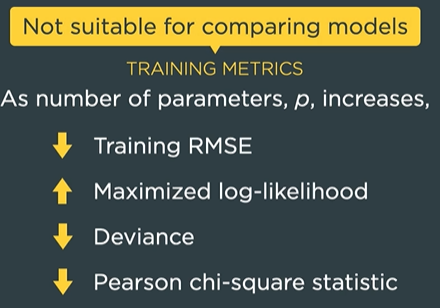 Not suitable for comparing models
TRAINING METRICS
As number of parameters, p, increases,
Training RMSE
Maximized log-likelihood
Deviance
Pearson chi-square statistic